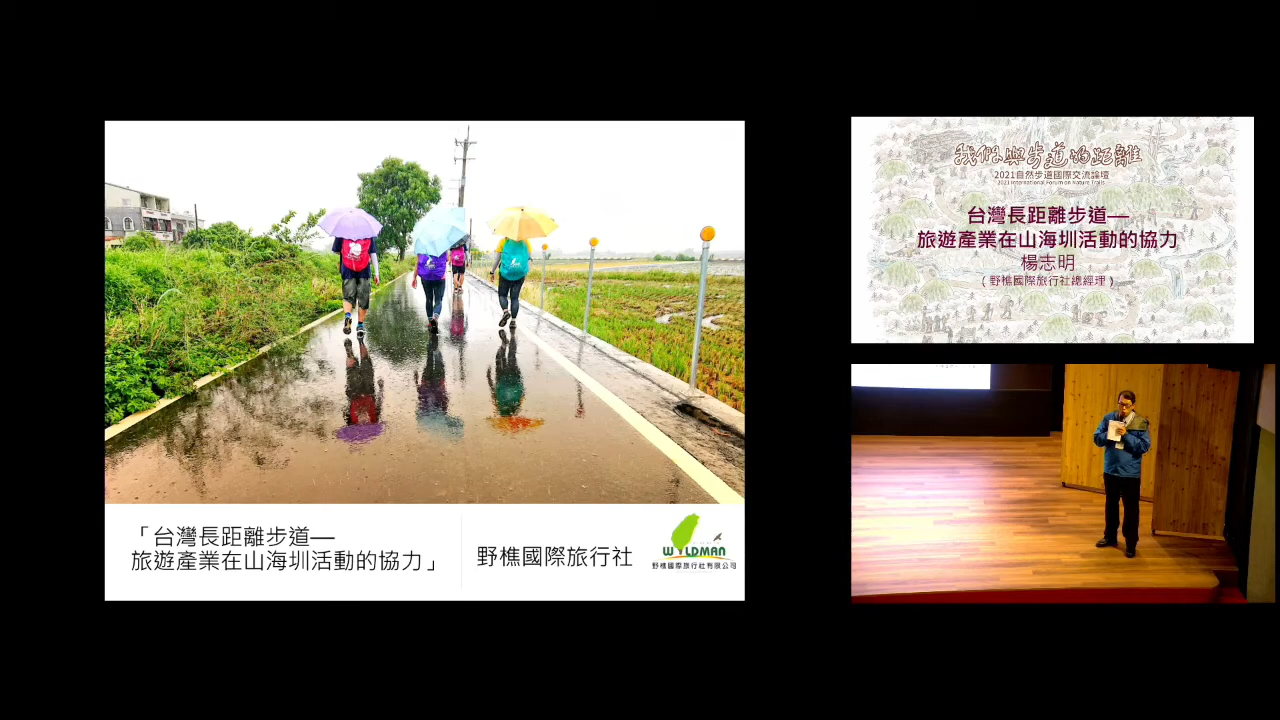 「台灣長距離步道—
旅遊產業在山海圳活動的協力」
野樵國際旅行社
WILDMAN
野樵國際旅行社有限公司
我們與步道的距離
2021自然步道國際交流論壇
2021 International Forum on Nature Trails
台灣長距離步道—
旅遊產業在山海圳活動的協力
楊志明
(野樵國際旅行社總經理)